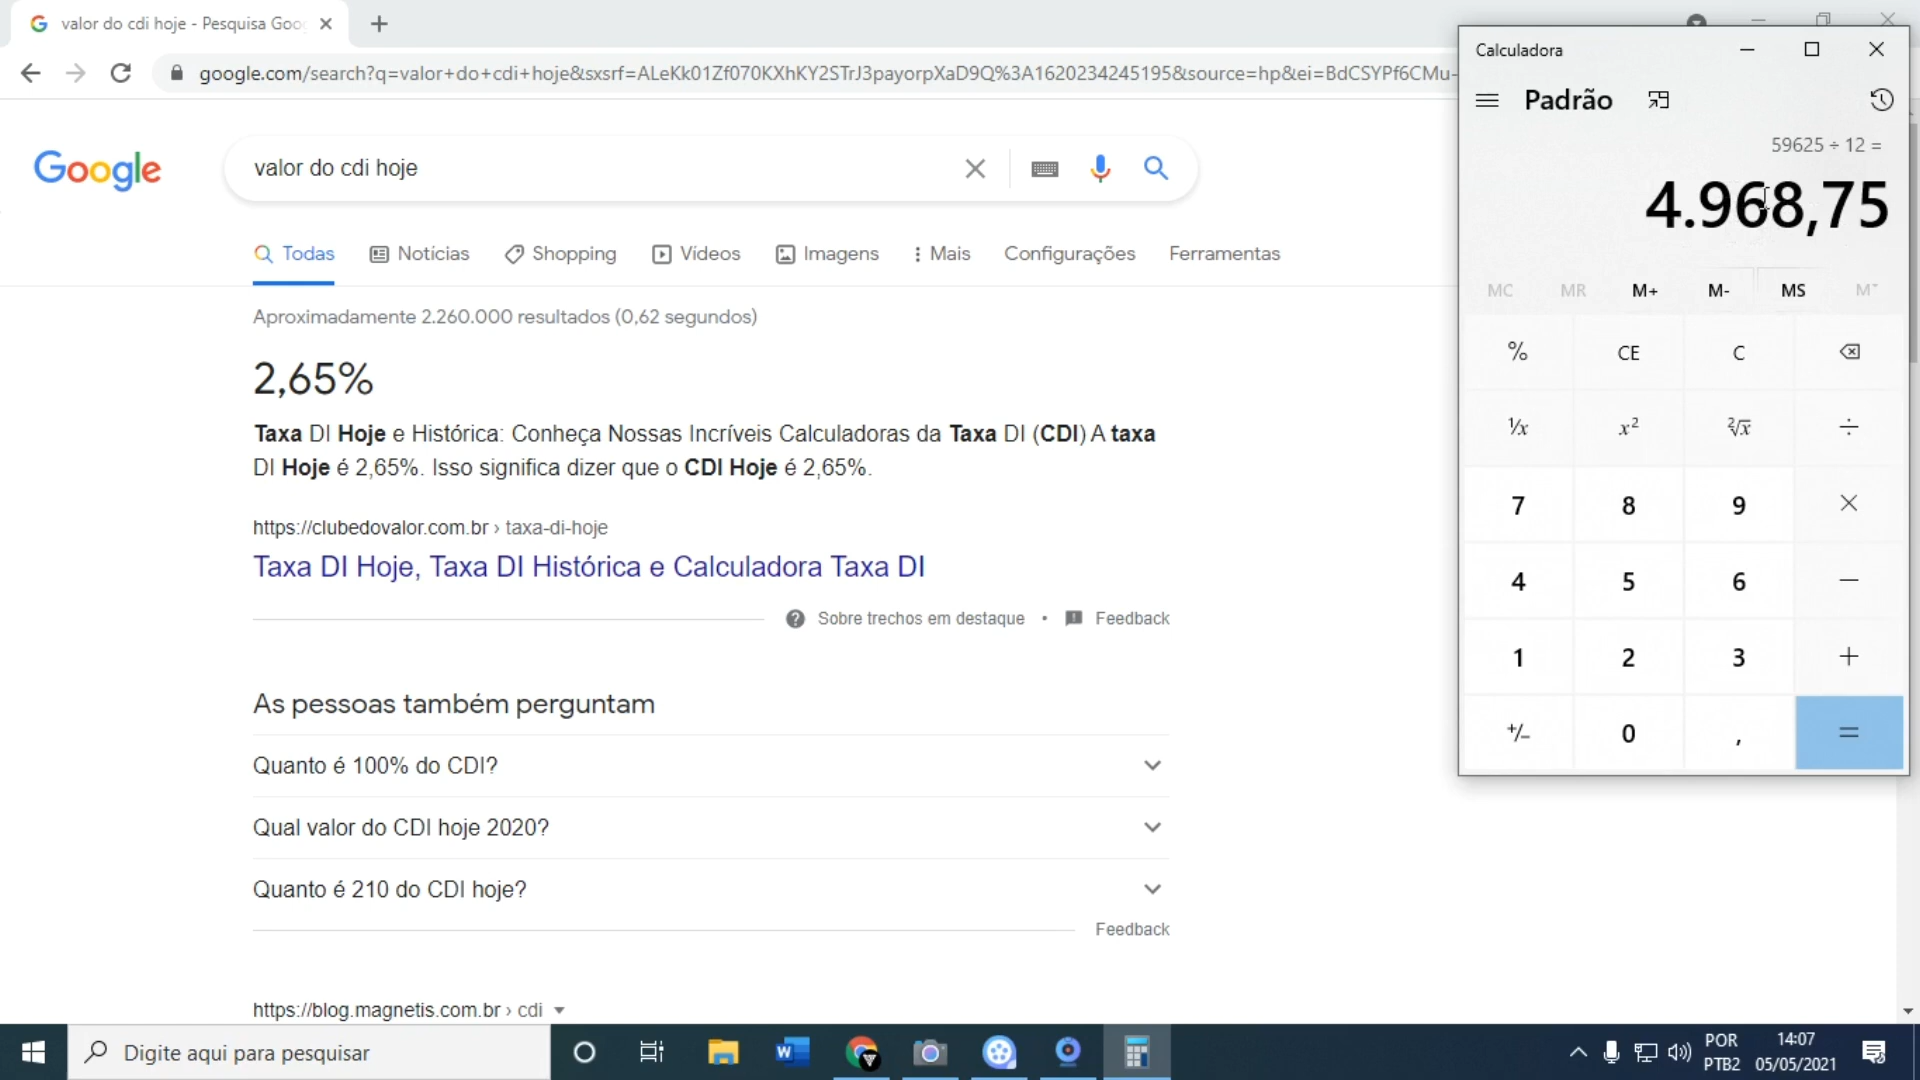 valor do cdi hoje - Pesquisa Goo
google.com/search?q=valor+do+cdi+hoje&sxsrf=ALeKk01Zf070KXhKY2STrJ3payorpXaD9Q%3A1620234245195&source=hp&ei=BdCSYPf6CMu-
Google
valor do cdi hoje
Todas
Notícias
Shopping
Vídeos
Imagens
Mais
Configurações
Ferramentas
Aproximadamente 2.260.000 resultados (0,62 segundos)
2,65%
Taxa DI Hoje e Histórica: Conheça Nossas Incríveis Calculadoras da Taxa DI (CDI) A taxa
DI Hoje é 2,65%. Isso significa dizer que o CDI Hoje é 2,65%.
https://clubedovalor.com.br › taxa-di-hoje
Taxa DI Hoje, Taxa DI Histórica e Calculadora Taxa DI
Sobre trechos em destaque • Feedback
As pessoas também perguntam
Quanto é 100% do CDI?
Qual valor do CDI hoje 2020?
Quanto é 210 do CDI hoje?
Feedback
https://blog.magnetis.com.br › cdi
Calculadora
Padrão
59625 ÷ 12 =
4.968,75
MC MR M+ M- MS M˅
% CE C
¹/x x² ²√x ÷
7 8 9 ×
4 5 6 −
1 2 3 +
+/− 0 , =
Digite aqui para pesquisar
POR
PTB2
14:07
05/05/2021